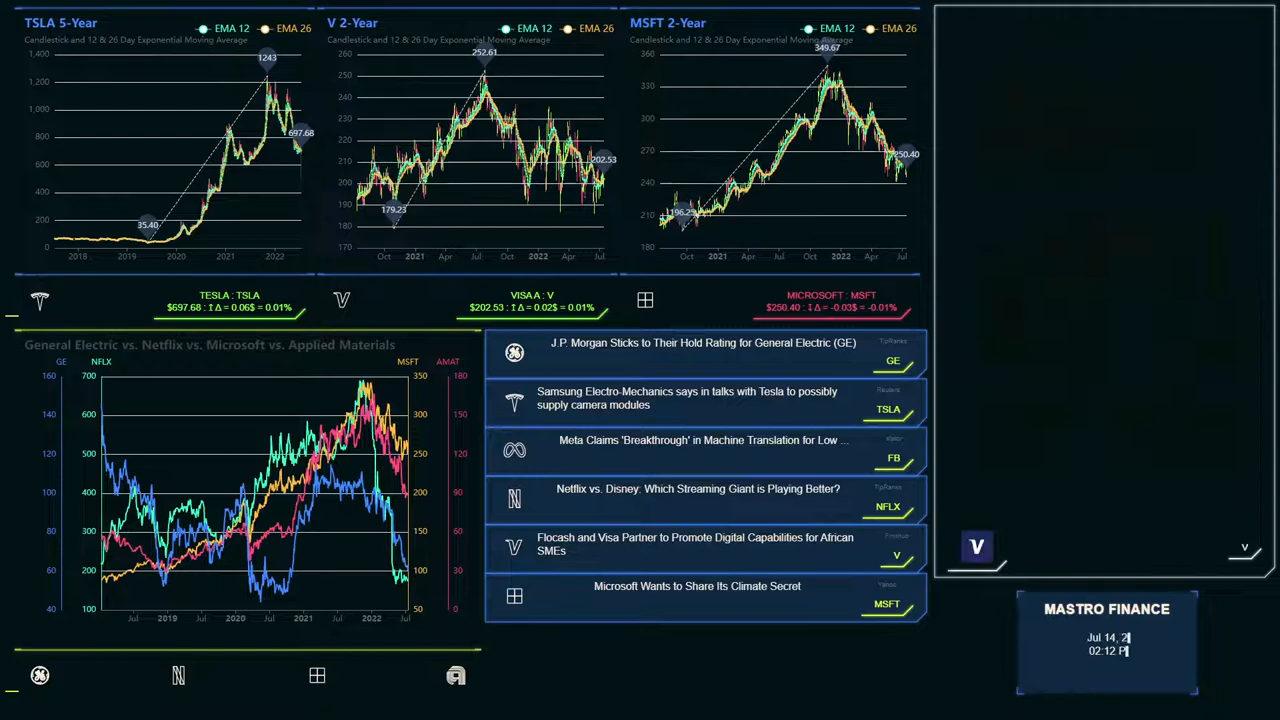 TSLA 5-Year
EMA 12
EMA 26
Candlestick and 12 & 26 Day Exponential Moving Average
1,400
1,200
1,000
800
600
400
200
0
1243
697.68
35.40
2018
2019
2020
2021
2022
V 2-Year
EMA 12
EMA 26
Candlestick and 12 & 26 Day Exponential Moving Average
260
250
240
230
220
210
200
190
180
170
252.61
202.53
179.23
Oct
2021
Apr
Jul
Oct
2022
Apr
Jul
MSFT 2-Year
EMA 12
EMA 26
Candlestick and 12 & 26 Day Exponential Moving Average
360
330
300
270
240
210
180
349.67
250.40
196.25
Oct
2021
Apr
Jul
Oct
2022
Apr
Jul
TESLA : TSLA
$697.68 : ↕ Δ = 0.06$ = 0.01%
VISA A : V
$202.53 : ↕ Δ = 0.02$ = 0.01%
MICROSOFT : MSFT
$250.40 : ↕ Δ = -0.03$ = -0.01%
General Electric vs. Netflix vs. Microsoft vs. Applied Materials
GE
NFLX
MSFT
AMAT
160
140
120
100
80
60
40
700
600
500
400
300
200
100
350
300
250
200
150
100
50
180
150
120
90
60
30
0
Jul
2019
Jul
2020
Jul
2021
Jul
2022
Jul
J.P. Morgan Sticks to Their Hold Rating for General Electric (GE)
TipRanks
GE
Samsung Electro-Mechanics says in talks with Tesla to possibly
supply camera modules
Reuters
TSLA
Meta Claims 'Breakthrough' in Machine Translation for Low ...
FB
Netflix vs. Disney: Which Streaming Giant is Playing Better?
TipRanks
NFLX
Flocash and Visa Partner to Promote Digital Capabilities for African
SMEs
V
Microsoft Wants to Share Its Climate Secret
Yahoo
MSFT
V
V
MASTRO FINANCE
Jul 14, 2
02:12 P